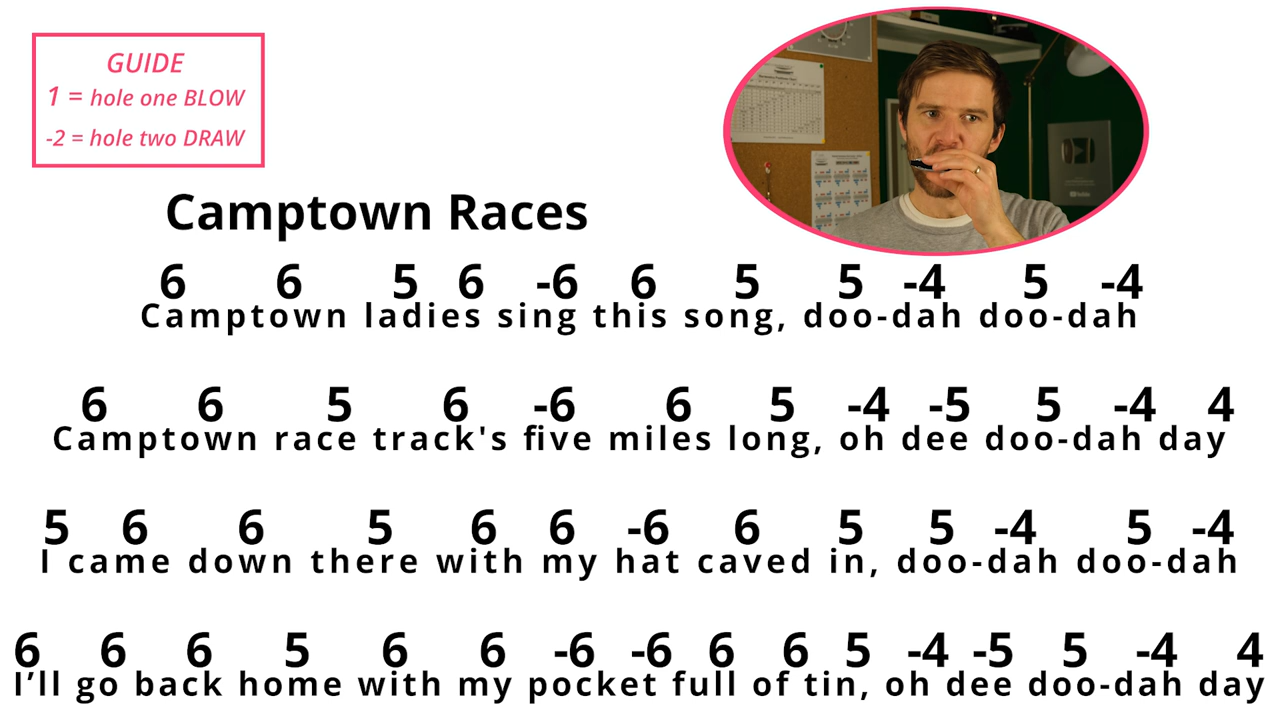 GUIDE
1 = hole one BLOW
-2 = hole two DRAW
Camptown Races
6 6 5 6 -6 6 5 5 -4 5 -4
Camptown ladies sing this song, doo-dah doo-dah
6 6 5 6 -6 6 5 -4 -5 5 -4 4
Camptown race track's five miles long, oh dee doo-dah day
5 6 6 5 6 6 -6 6 5 5 -4 5 -4
I came down there with my hat caved in, doo-dah doo-dah
6 6 6 5 6 6 -6 -6 6 6 5 -4 -5 5 -4 4
I’ll go back home with my pocket full of tin, oh dee doo-dah day